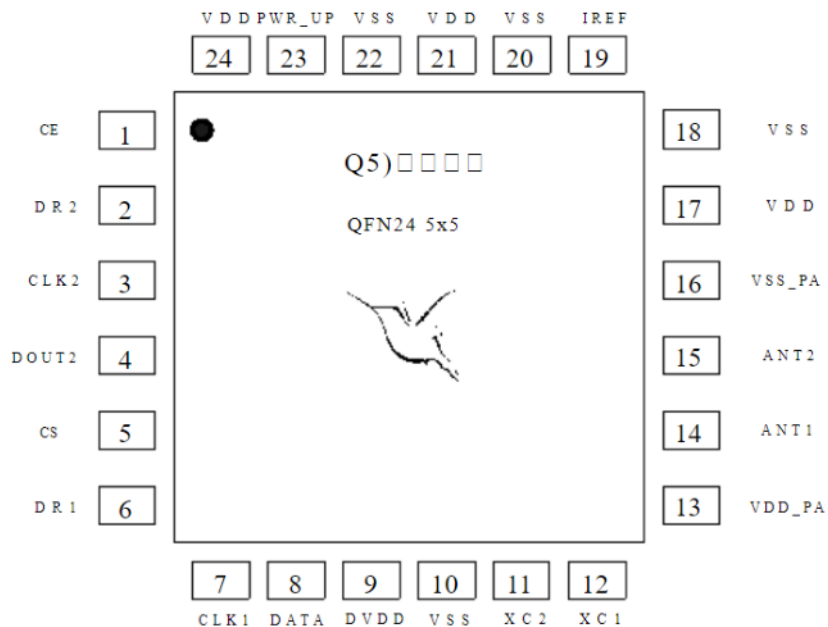 VDD PWR_UP VSS VDD VSS IREF
24 23 22 21 20 19
CE 1
18 VSS
Q5)□□□□
DR2 2
17 VDD
QFN24 5x5
CLK2 3
16 VSS_PA
DOUT2 4
15 ANT2
CS 5
14 ANT1
DR1 6
13 VDD_PA
7 8 9 10 11 12
CLK1 DATA DVDD VSS XC2 XC1